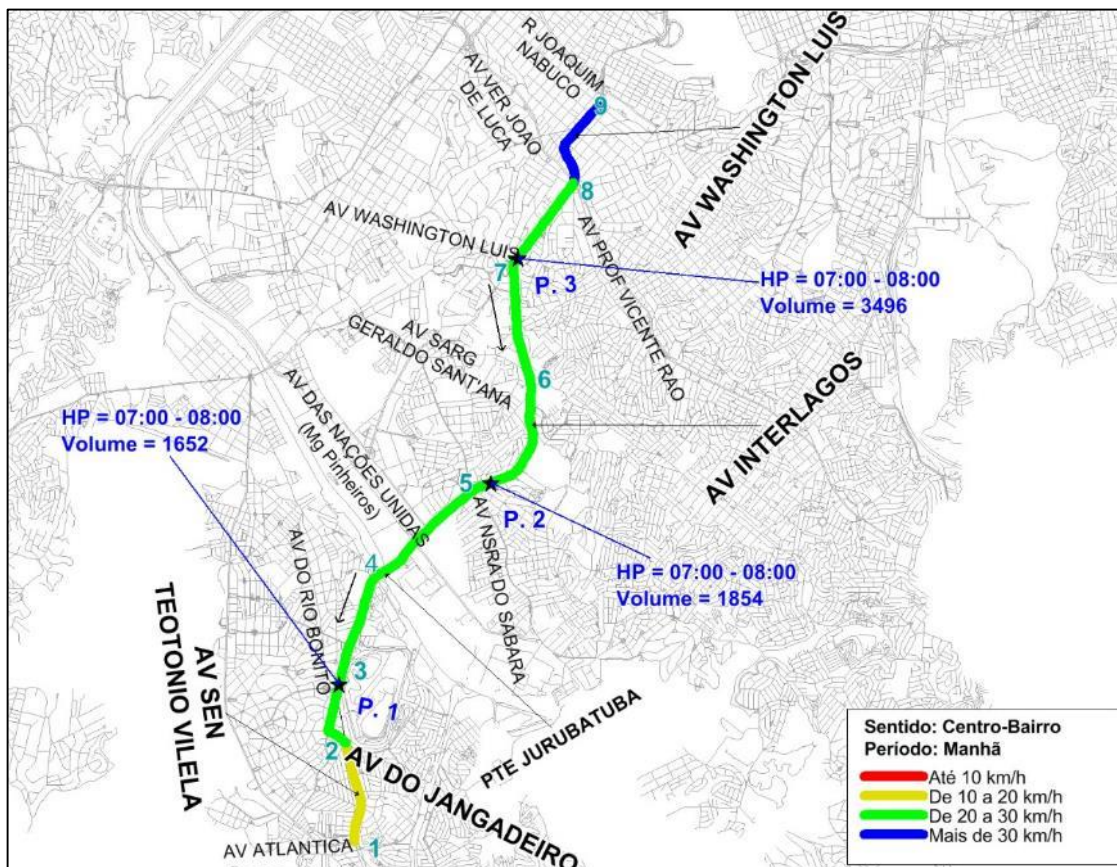 R JOAQUIM
NABUCO
AV VER JOAO
DE LUCA
9
AV WASHINGTON LUIS
8
AV WASHINGTON LUIS
7
P. 3
AV PROF VICENTE RAO
HP = 07:00 - 08:00
Volume = 3496
AV SARG
GERALDO SANT'ANA
6
AV INTERLAGOS
HP = 07:00 - 08:00
Volume = 1652
AV DAS NAÇÕES UNIDAS
(Mg Pinheiros)
5
P. 2
AV NSRA DO SABARA
HP = 07:00 - 08:00
Volume = 1854
4
AV DO RIO BONITO
AV SEN
TEOTONIO VILELA
3
P. 1
PTE JURUBATUBA
2
AV DO JANGADEIRO
AV ATLANTICA
1
Sentido: Centro-Bairro
Período: Manhã
Até 10 km/h
De 10 a 20 km/h
De 20 a 30 km/h
Mais de 30 km/h